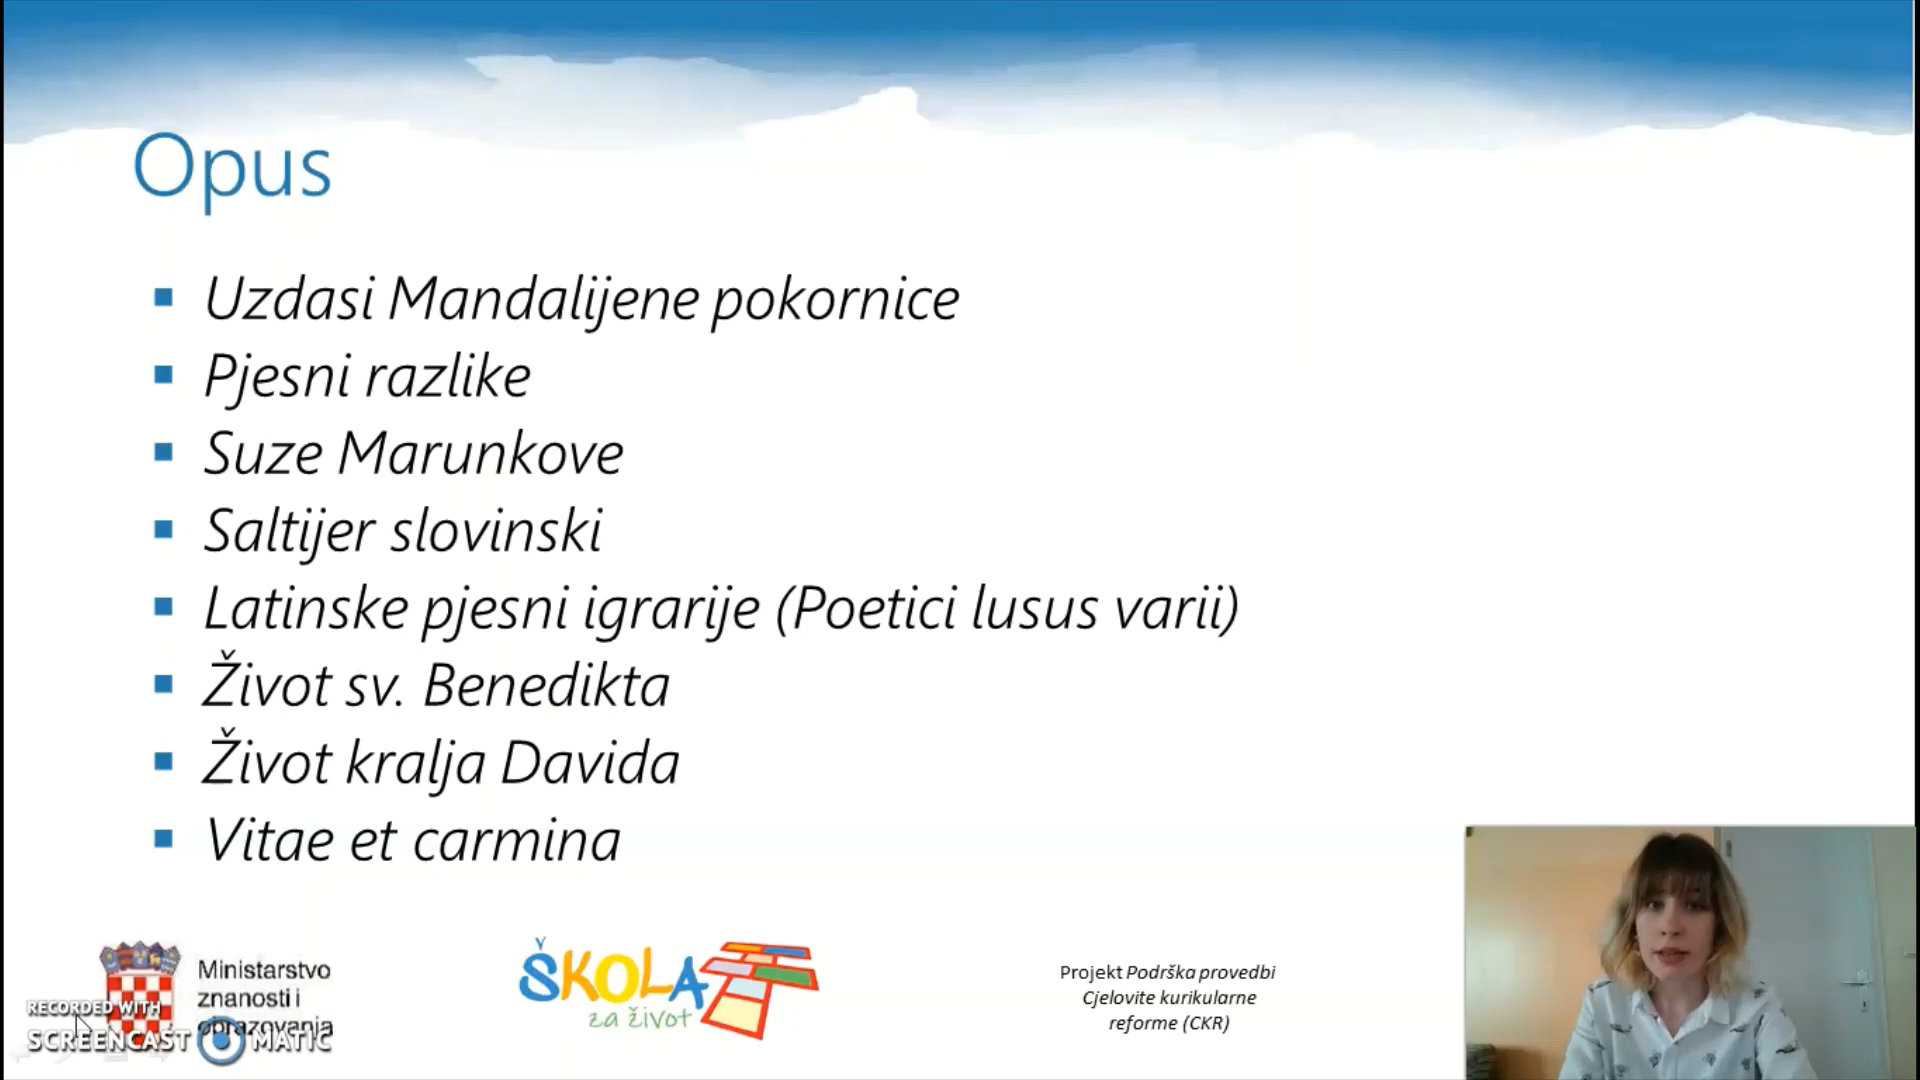 Opus
Uzdasi Mandalijene pokornice
Pjesni razlike
Suze Marunkove
Saltijer slovinski
Latinske pjesni igrarije (Poetici lusus varii)
Život sv. Benedikta
Život kralja Davida
Vitae et carmina
Ministarstvo
znanosti i
obrazovanja
RECORDED WITH
SCREENCAST MATIC
ŠKOLA
za život
Projekt Podrška provedbi
Cjelovite kurikularne
reforme (CKR)